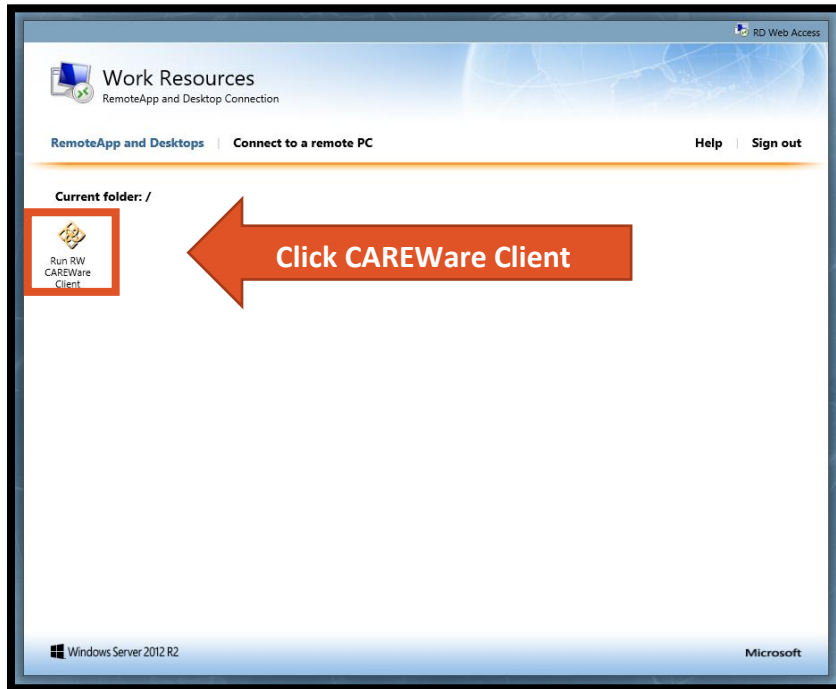 RD Web Access
Work Resources
RemoteApp and Desktop Connection
RemoteApp and Desktops | Connect to a remote PC Help | Sign out
Current folder: /
Run RW
CAREWare
Client
Click CAREWare Client
Windows Server 2012 R2 Microsoft